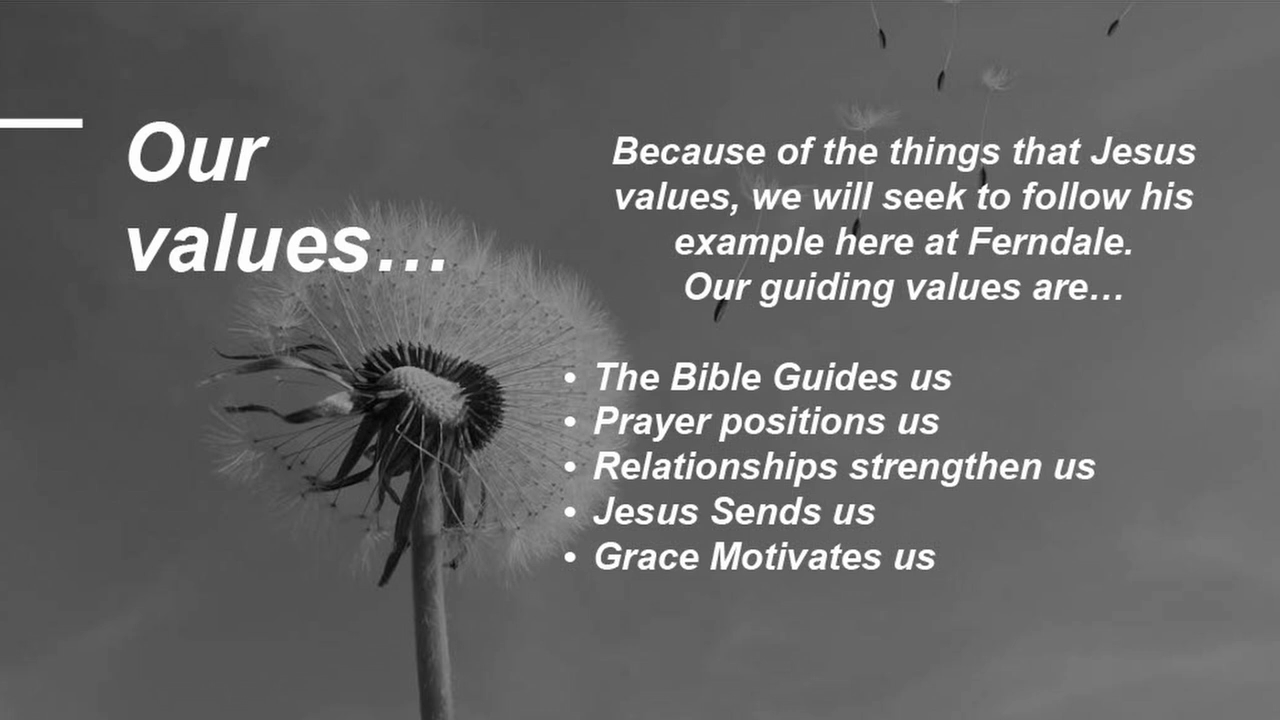 Our
values…
Because of the things that Jesus
values, we will seek to follow his
example here at Ferndale.
Our guiding values are…
• The Bible Guides us
• Prayer positions us
• Relationships strengthen us
• Jesus Sends us
• Grace Motivates us